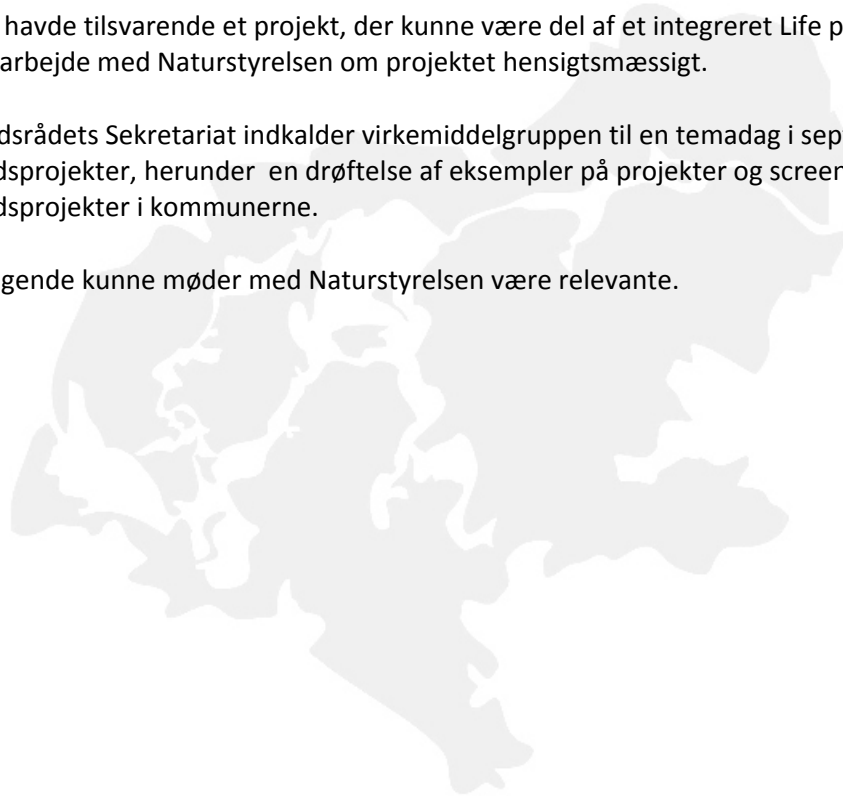 havde tilsvarende et projekt, der kunne være del af et integreret Life p
arbejde med Naturstyrelsen om projektet hensigtsmæssigt.
dsrådets Sekretariat indkalder virkemiddelgruppen til en temadag i sep
dsprojekter, herunder en drøftelse af eksempler på projekter og screen
dsprojekter i kommunerne.
gende kunne møder med Naturstyrelsen være relevante.